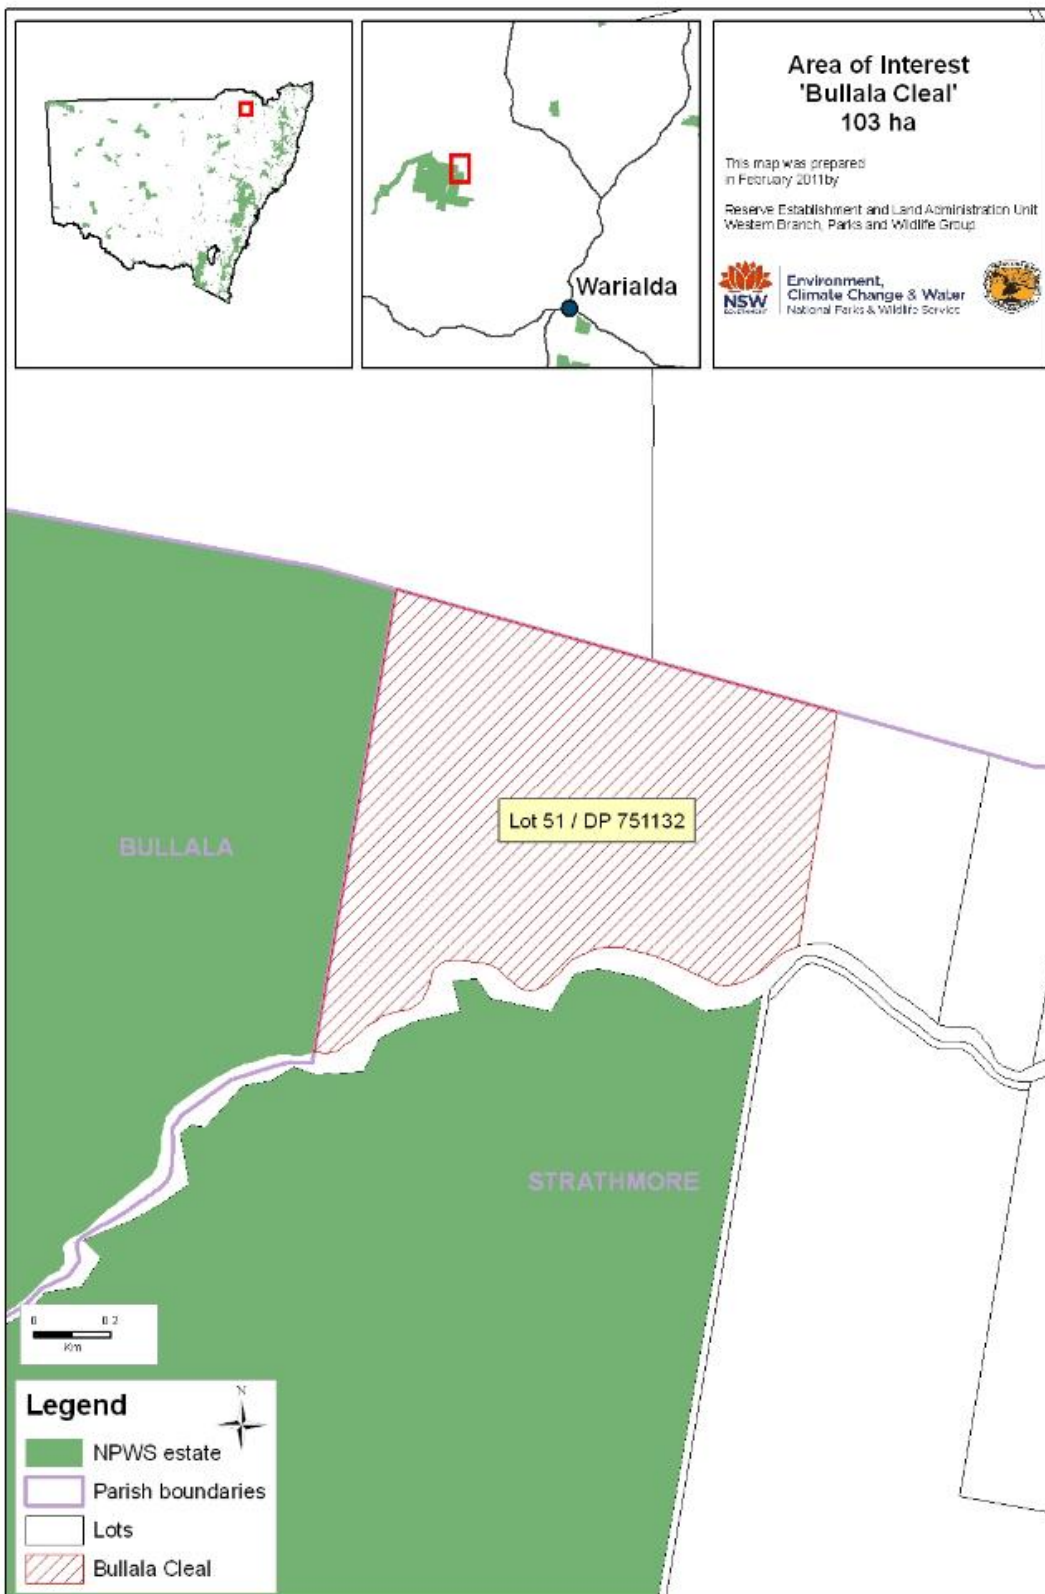 Area of Interest
'Bullala Cleal'
103 ha
This map was prepared
in February 2011by
Reserve Establishment and Land Administration Unit
Western Branch, Parks and Wildlife Group
NSW
GOVERNMENT
Environment,
Climate Change & Water
National Parks & Wildlife Service
Warialda
Lot 51 / DP 751132
BULLALA
STRATHMORE
0 0.2
Km
Legend
N
NPWS estate
Parish boundaries
Lots
Bullala Cleal